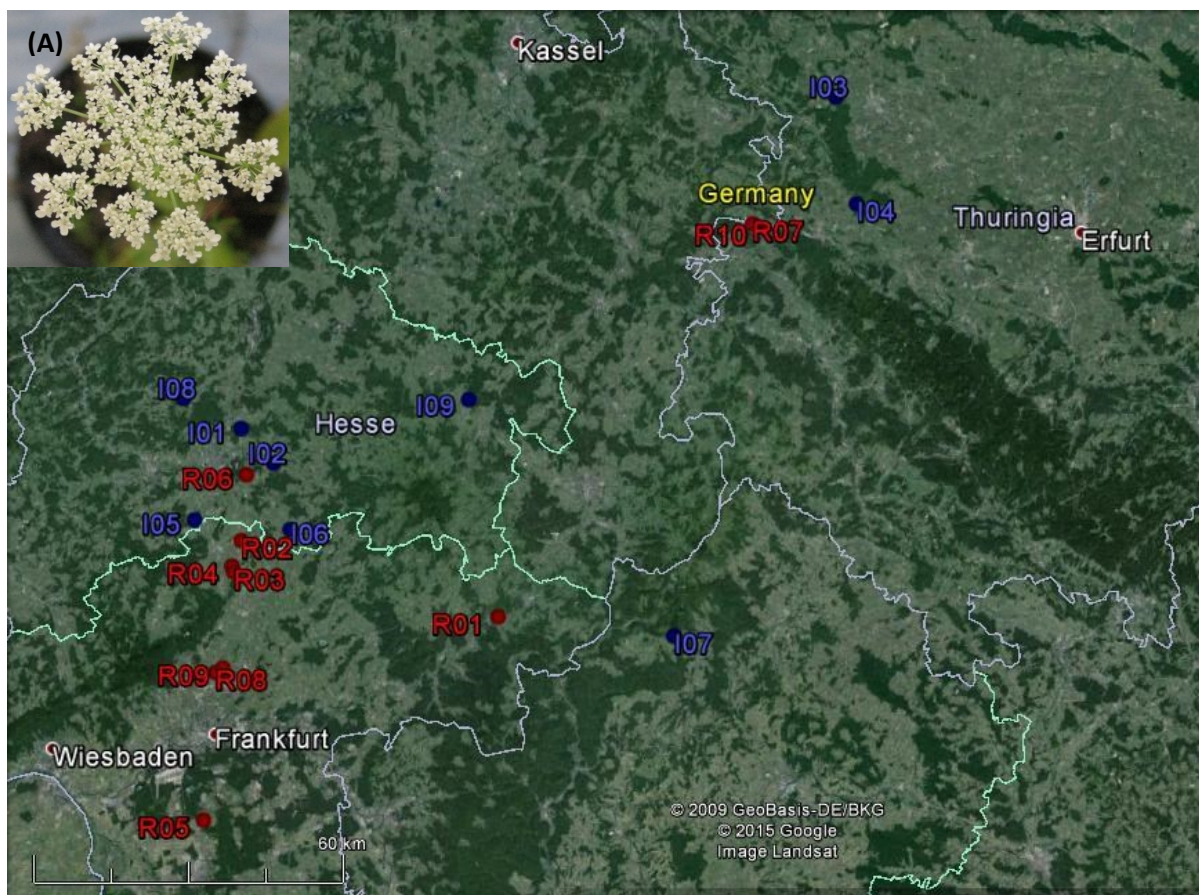 (A)
Kassel
I03
Germany
I04
Thuringia
Erfurt
R10
R07
I08
I09
I01
Hesse
I02
R06
I05
I06
R02
R04
R03
R01
I07
R09
R08
Frankfurt
Wiesbaden
R05
60 km
© 2009 GeoBasis-DE/BKG
© 2015 Google
Image Landsat